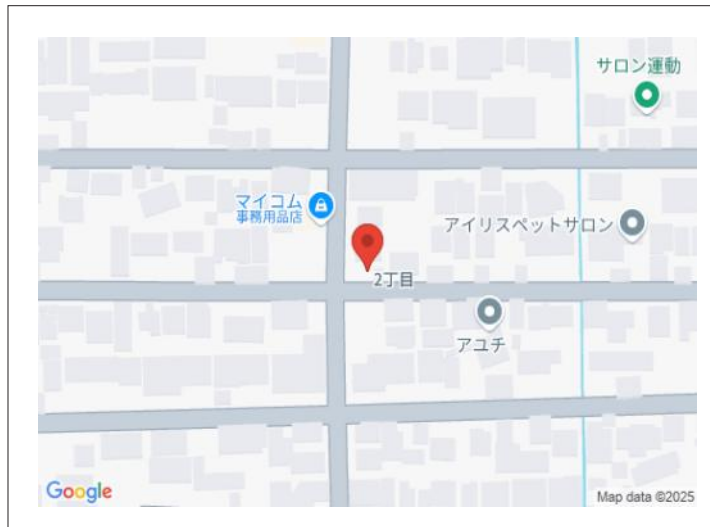 サロン運動
マイコム
事務用品店
アイリスペットサロン
2丁目
アユチ
Google
Map data ©2025